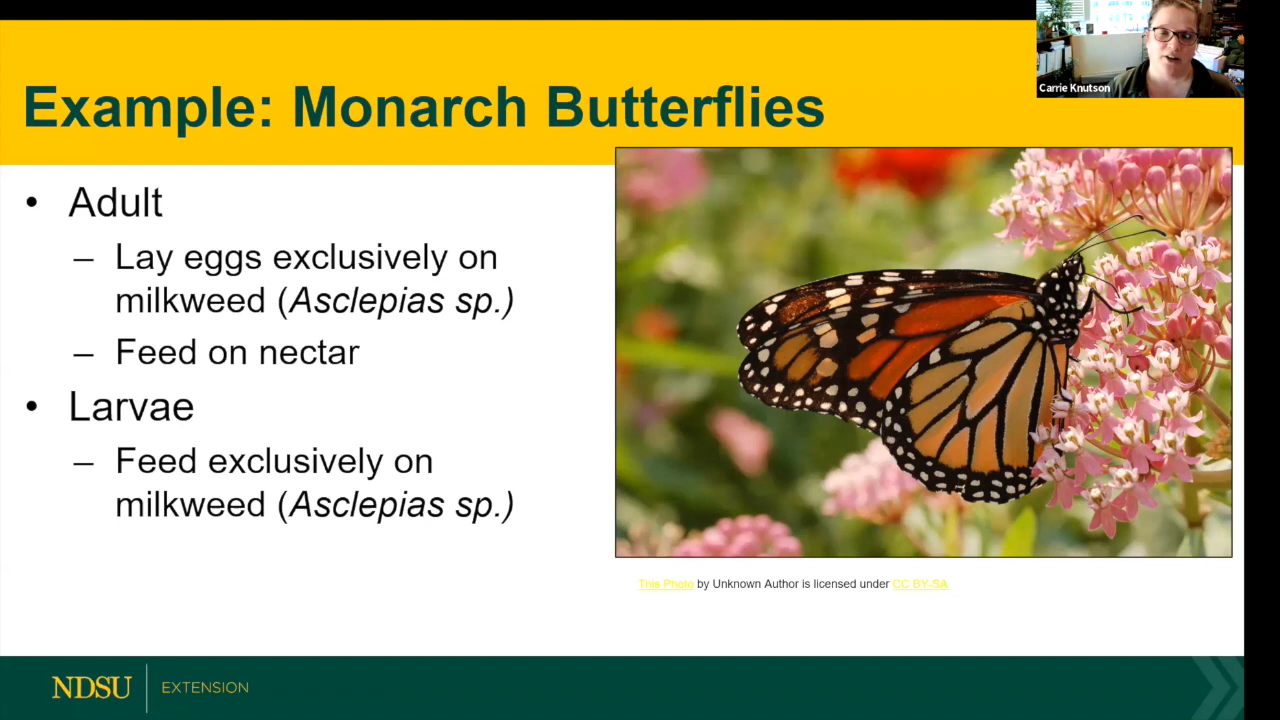 Carrie Knutson
Example: Monarch Butterflies
• Adult
– Lay eggs exclusively on
milkweed (Asclepias sp.)
– Feed on nectar
• Larvae
– Feed exclusively on
milkweed (Asclepias sp.)
This Photo by Unknown Author is licensed under CC BY-SA
NDSU EXTENSION